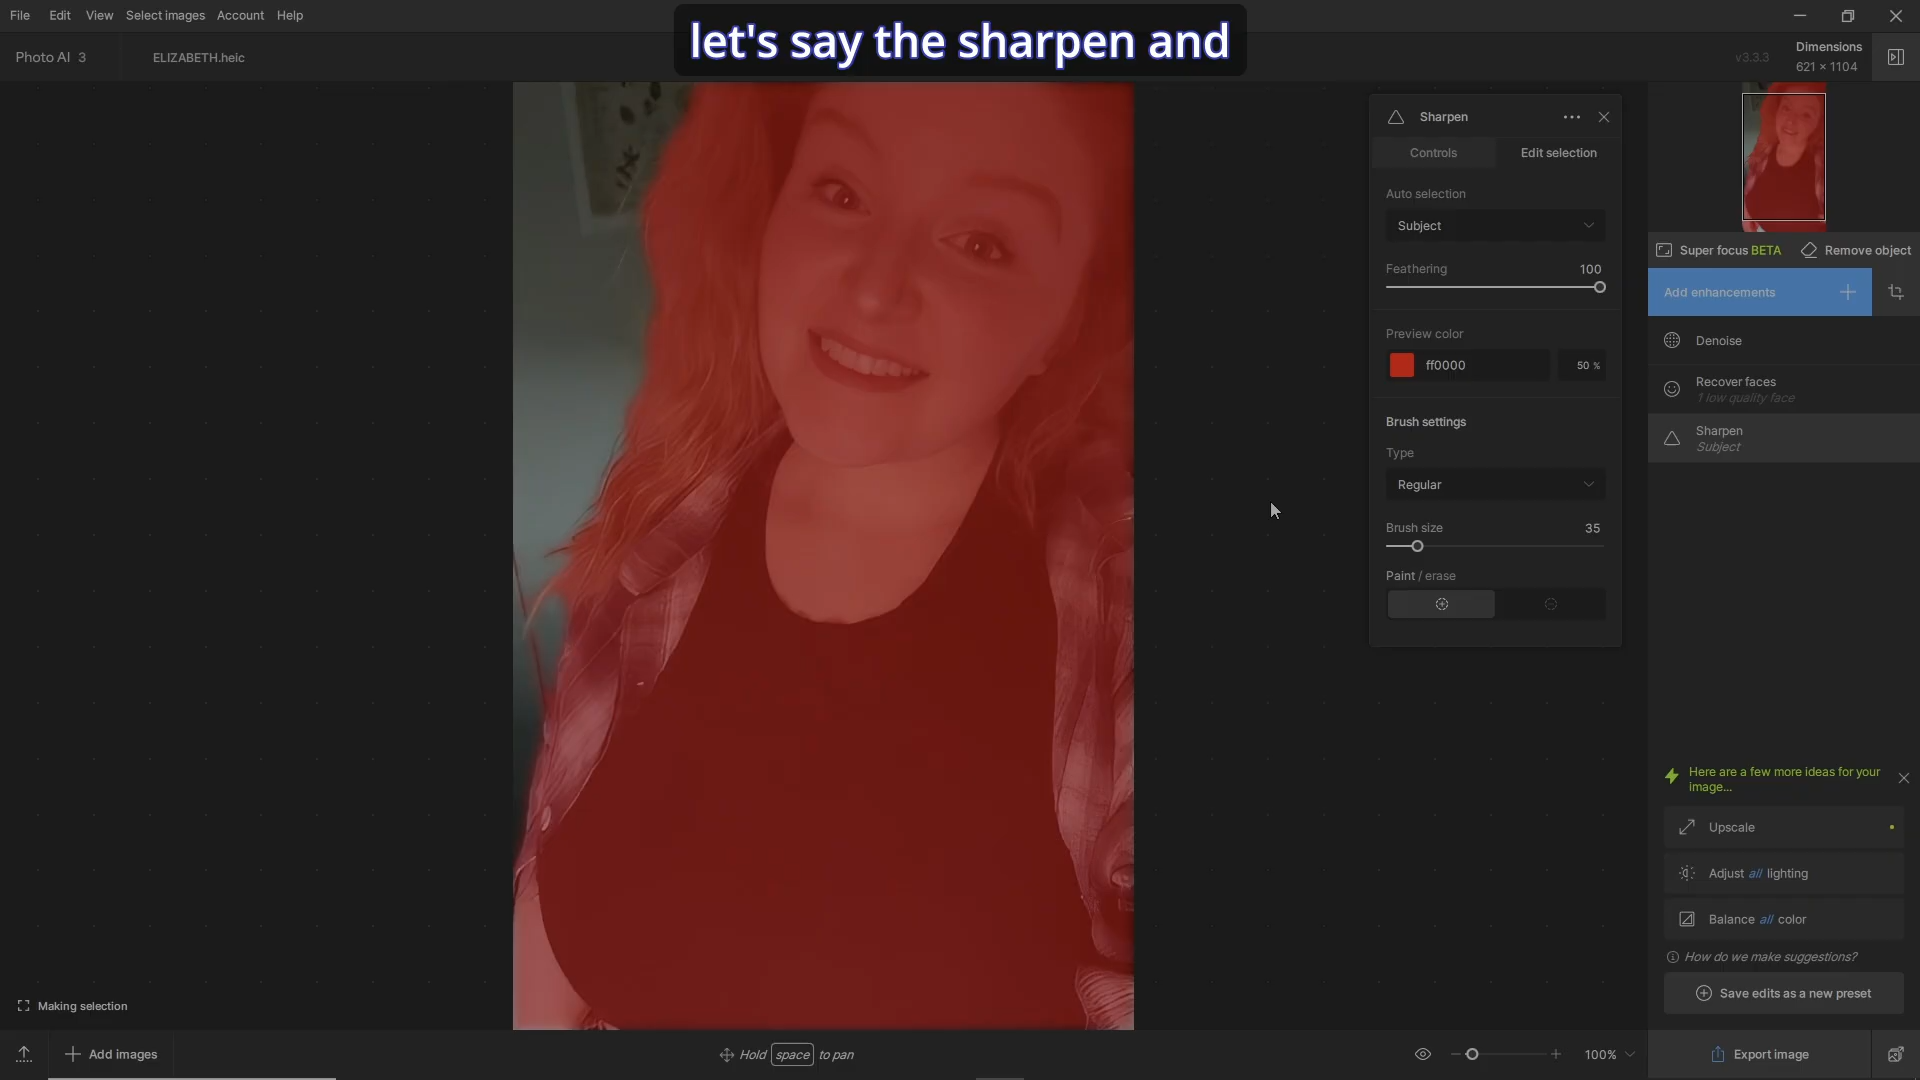 File Edit View Select images Account Help
let's say the sharpen and
Photo AI 3
ELIZABETH.heic
v3.3.3
Dimensions
621 × 1104
Sharpen
Controls
Edit selection
Auto selection
Subject
Feathering 100
Preview color
ff0000 50 %
Brush settings
Type
Regular
Brush size 35
Paint / erase
Super focus BETA
Remove object
Add enhancements
Denoise
Recover faces
1 low quality face
Sharpen
Subject
Here are a few more ideas for your
image...
Upscale
Adjust all lighting
Balance all color
How do we make suggestions?
Save edits as a new preset
Making selection
Add images
Hold space to pan
100%
Export image